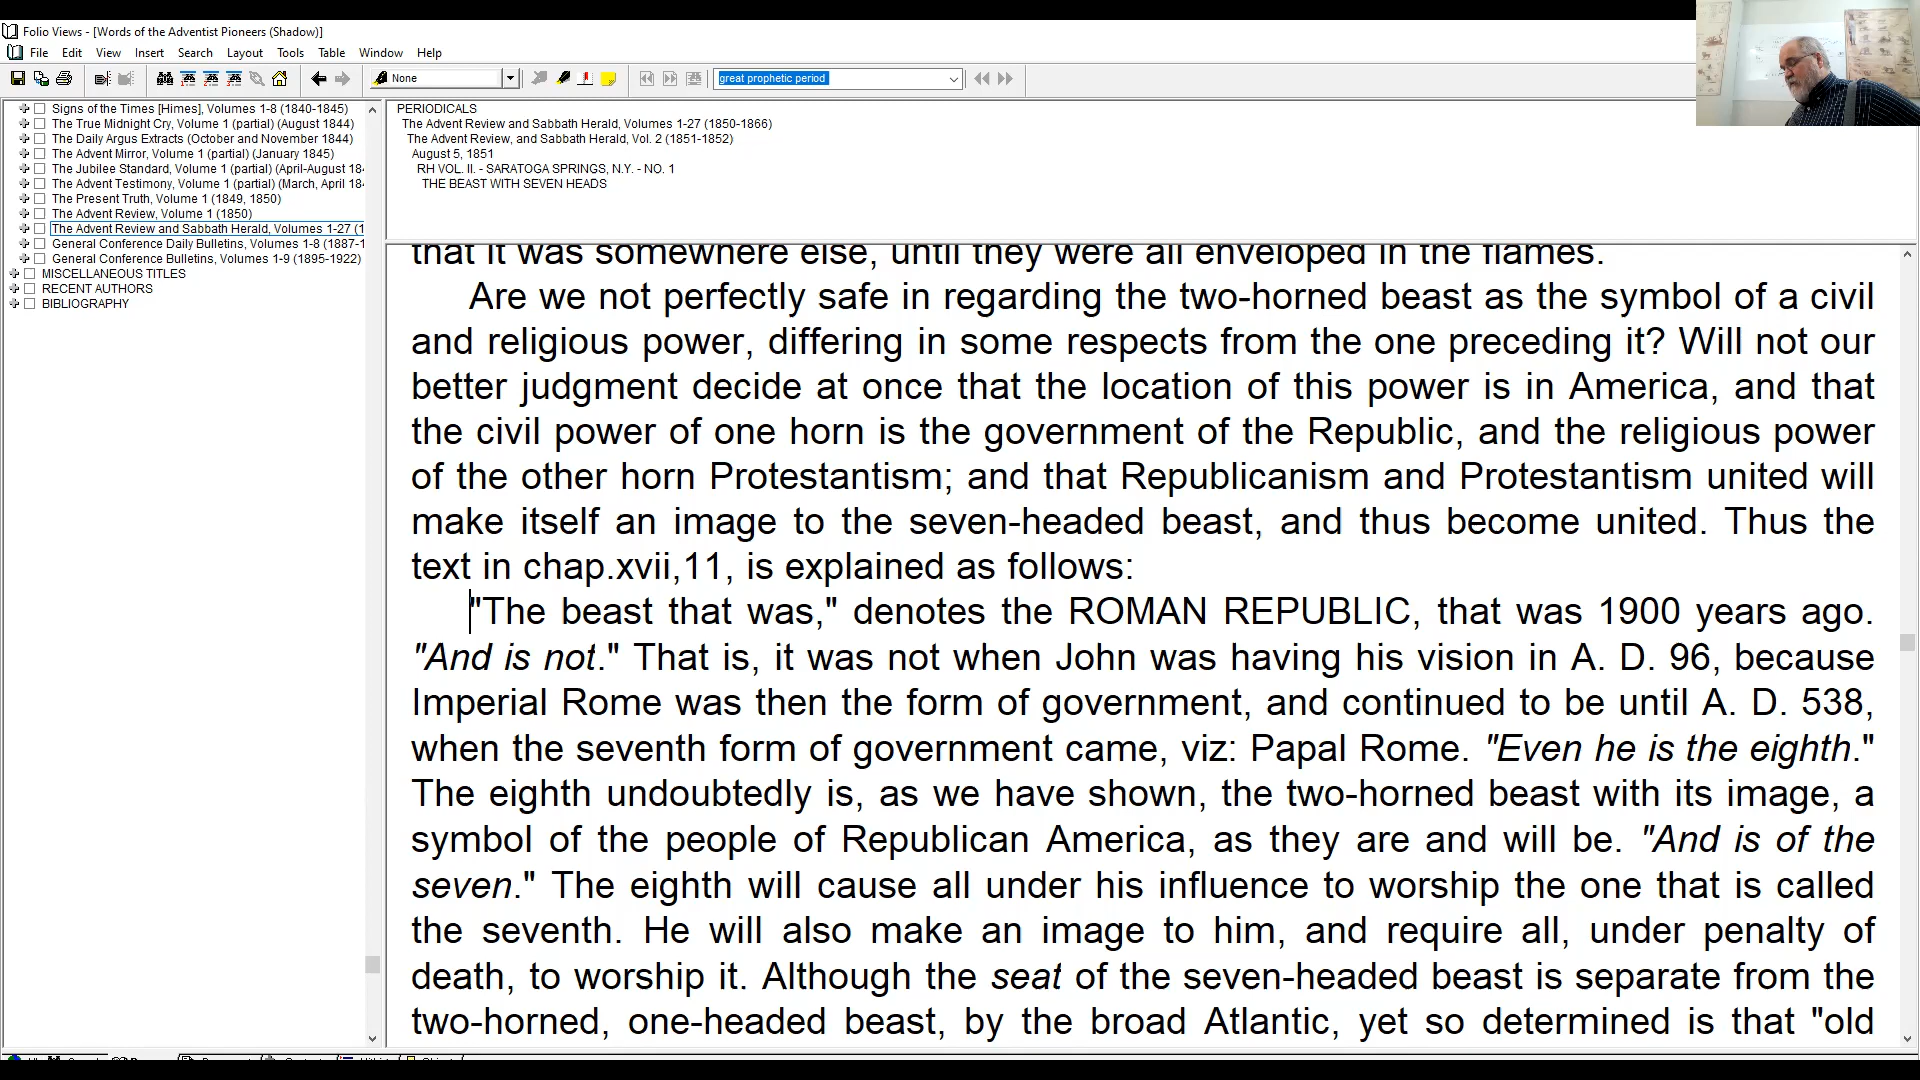 Folio Views - [Words of the Adventist Pioneers (Shadow)]
File Edit View Insert Search Layout Tools Table Window Help
None
great prophetic period
Signs of the Times [Himes], Volumes 1-8 (1840-1845)
The True Midnight Cry, Volume 1 (partial) (August 1844)
The Daily Argus Extracts (October and November 1844)
The Advent Mirror, Volume 1 (partial) (January 1845)
The Jubilee Standard, Volume 1 (partial) (April-August 18
The Advent Testimony, Volume 1 (partial) (March, April 18
The Present Truth, Volume 1 (1849, 1850)
The Advent Review, Volume 1 (1850)
The Advent Review and Sabbath Herald, Volumes 1-27 (1
General Conference Daily Bulletins, Volumes 1-8 (1887-1
General Conference Bulletins, Volumes 1-9 (1895-1922)
MISCELLANEOUS TITLES
RECENT AUTHORS
BIBLIOGRAPHY
PERIODICALS
The Advent Review and Sabbath Herald, Volumes 1-27 (1850-1866)
The Advent Review, and Sabbath Herald, Vol. 2 (1851-1852)
August 5, 1851
RH VOL. II. - SARATOGA SPRINGS, N.Y. - NO. 1
THE BEAST WITH SEVEN HEADS
that it was somewhere else, until they were all enveloped in the flames.
Are we not perfectly safe in regarding the two-horned beast as the symbol of a civil
and religious power, differing in some respects from the one preceding it? Will not our
better judgment decide at once that the location of this power is in America, and that
the civil power of one horn is the government of the Republic, and the religious power
of the other horn Protestantism; and that Republicanism and Protestantism united will
make itself an image to the seven-headed beast, and thus become united. Thus the
text in chap.xvii,11, is explained as follows:
"The beast that was," denotes the ROMAN REPUBLIC, that was 1900 years ago.
"And is not." That is, it was not when John was having his vision in A. D. 96, because
Imperial Rome was then the form of government, and continued to be until A. D. 538,
when the seventh form of government came, viz: Papal Rome. "Even he is the eighth."
The eighth undoubtedly is, as we have shown, the two-horned beast with its image, a
symbol of the people of Republican America, as they are and will be. "And is of the
seven." The eighth will cause all under his influence to worship the one that is called
the seventh. He will also make an image to him, and require all, under penalty of
death, to worship it. Although the seat of the seven-headed beast is separate from the
two-horned, one-headed beast, by the broad Atlantic, yet so determined is that "old